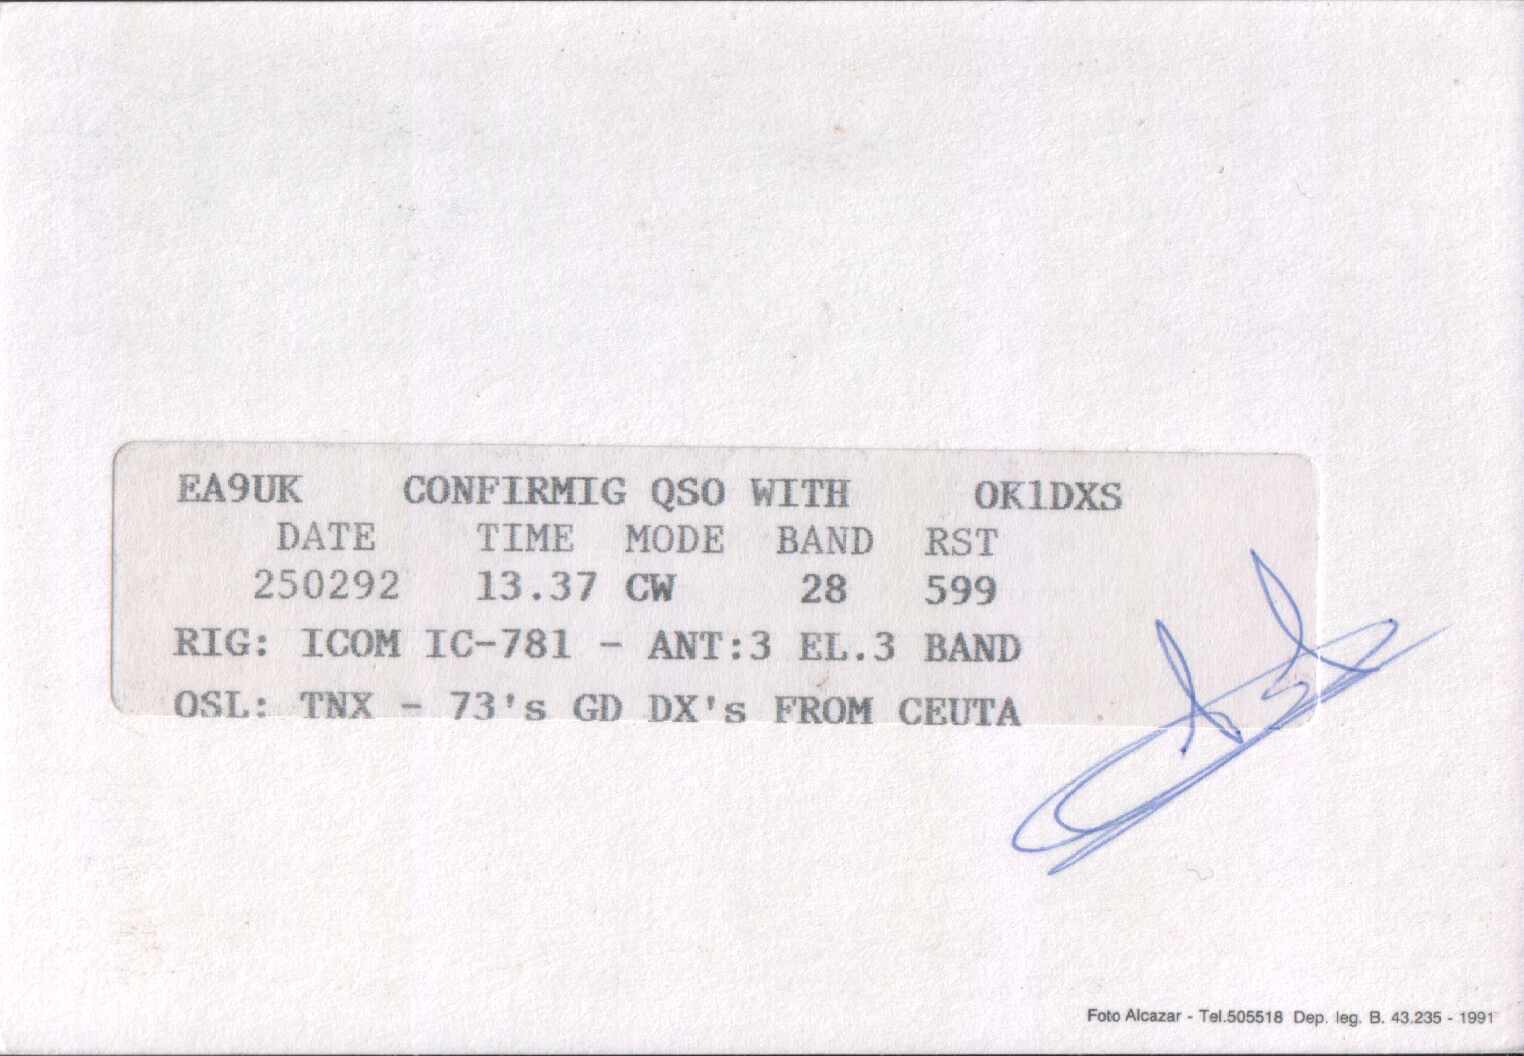 EA9UK CONFIRMIG QSO WITH OK1DXS
DATE TIME MODE BAND RST
250292 13.37 CW 28 599
RIG: ICOM IC-781 - ANT:3 EL.3 BAND
QSL: TNX - 73's GD DX's FROM CEUTA
Foto Alcazar - Tel.505518 Dep. leg. B. 43.235 - 1991